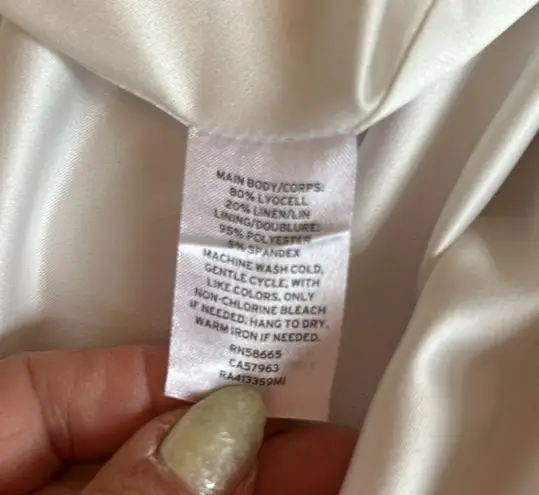 MAIN BODY/CORPS:
80% LYOCELL
20% LINEN/LIN
LINING/DOUBLURE:
95% POLYESTER
5% SPANDEX
MACHINE WASH COLD,
GENTLE CYCLE, WITH
LIKE COLORS. ONLY
NON-CHLORINE BLEACH
IF NEEDED. HANG TO DRY.
WARM IRON IF NEEDED.
RN58665
CA57963
RA413359MI